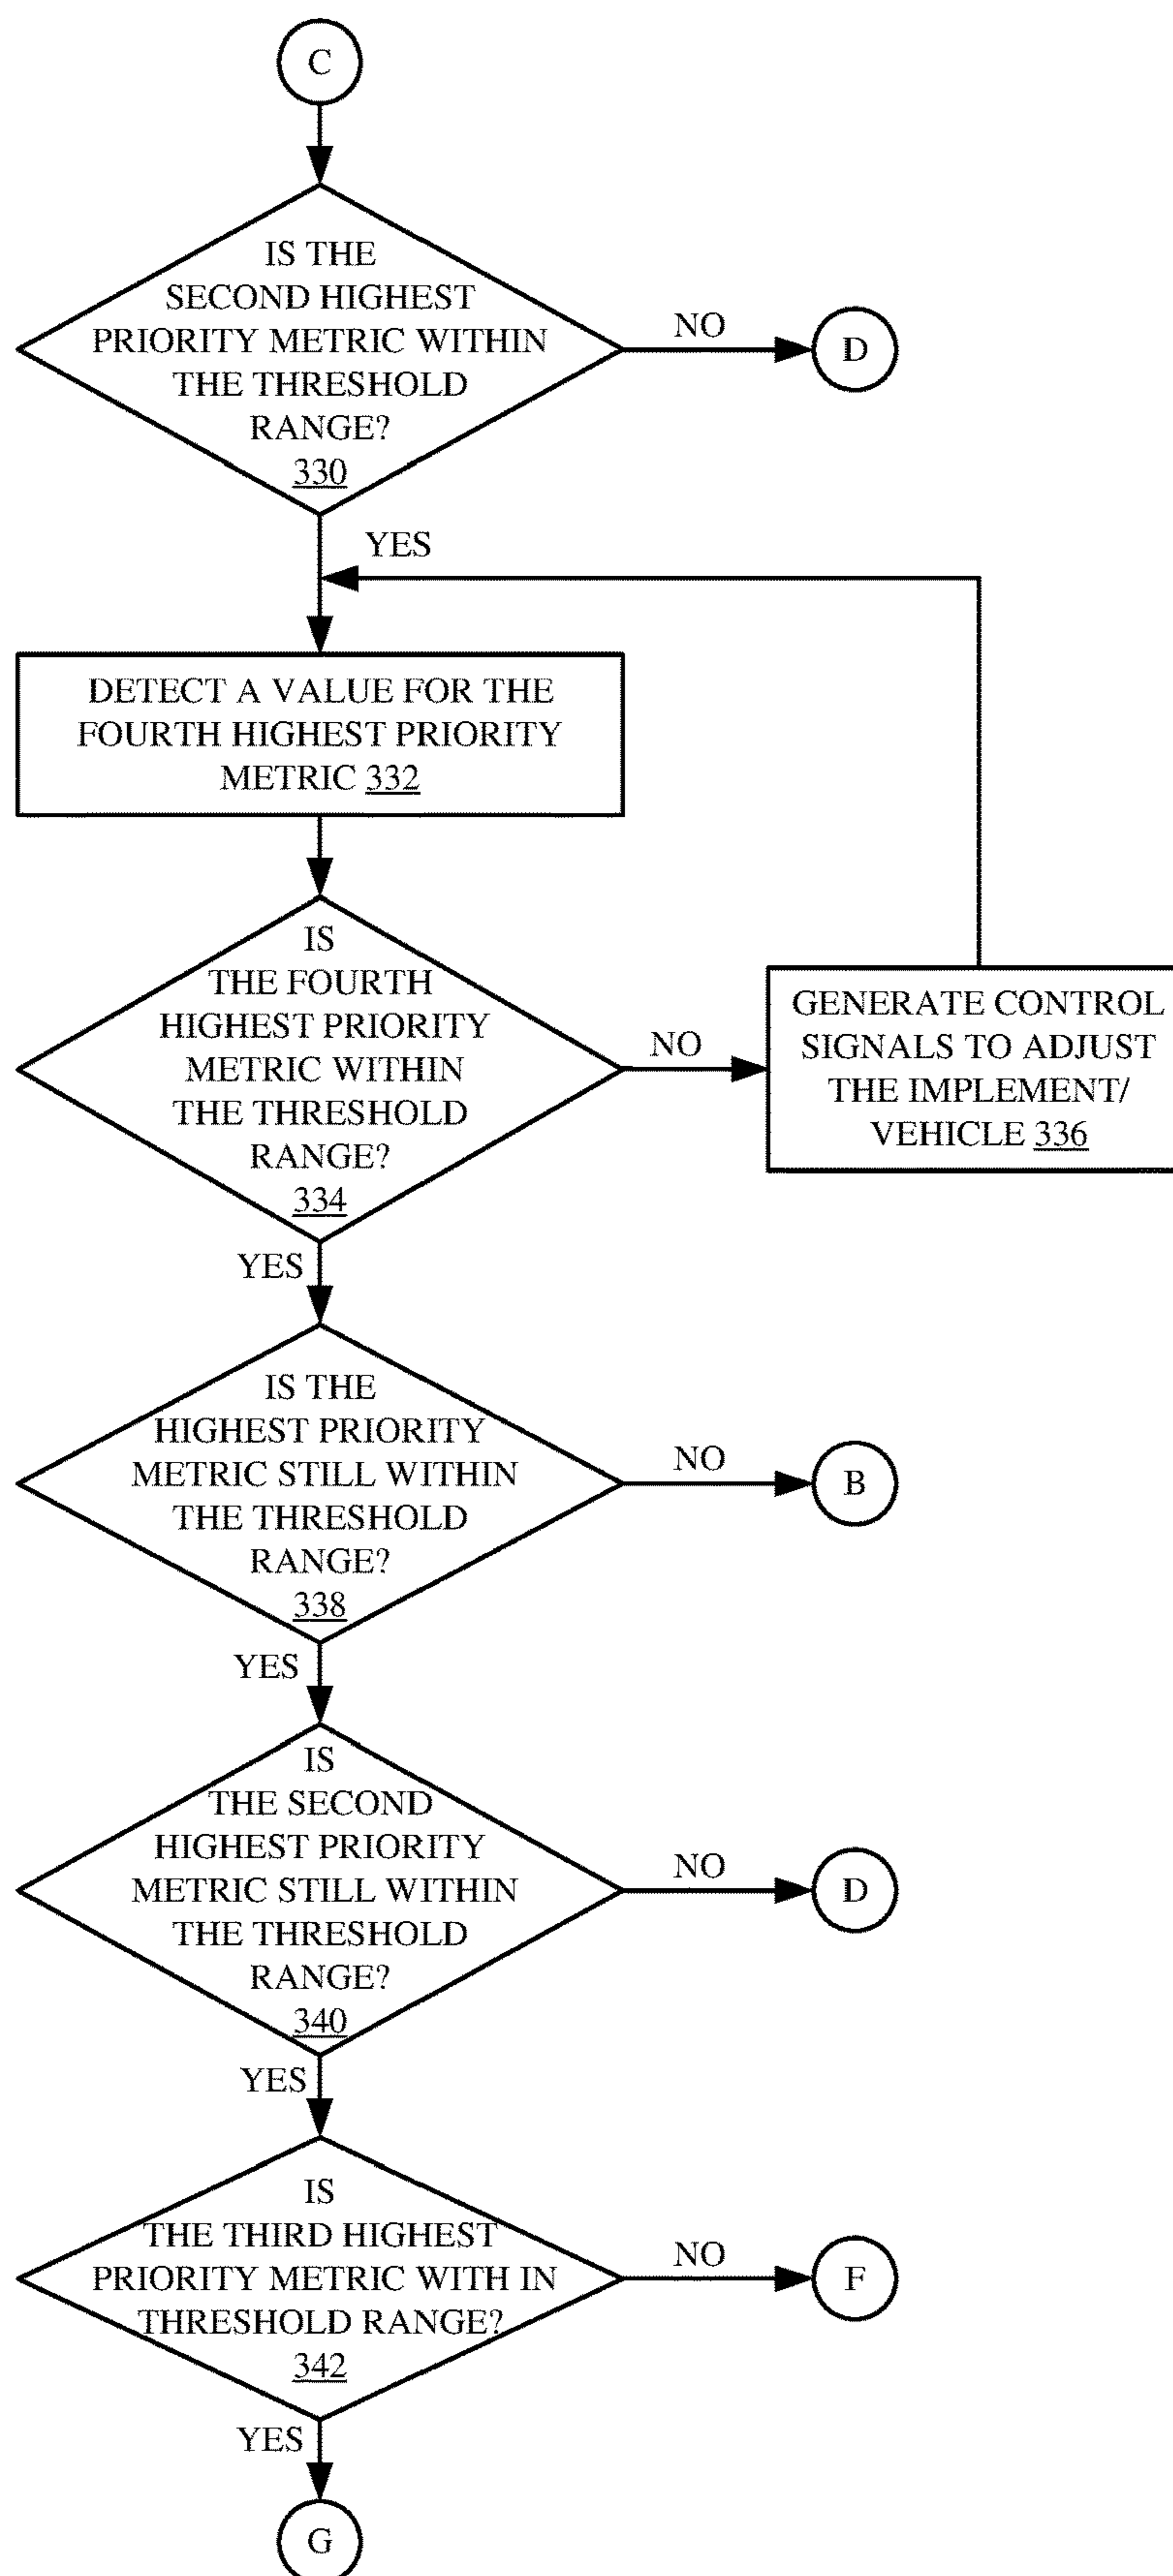 C
IS THE
SECOND HIGHEST
PRIORITY METRIC WITHIN
THE THRESHOLD
RANGE?
330
NO
D
YES
DETECT A VALUE FOR THE
FOURTH HIGHEST PRIORITY
METRIC 332
IS
THE FOURTH
HIGHEST PRIORITY
METRIC WITHIN
THE THRESHOLD
RANGE?
334
NO
GENERATE CONTROL
SIGNALS TO ADJUST
THE IMPLEMENT/
VEHICLE 336
YES
IS THE
HIGHEST PRIORITY
METRIC STILL WITHIN
THE THRESHOLD
RANGE?
338
NO
B
YES
IS
THE SECOND
HIGHEST PRIORITY
METRIC STILL WITHIN
THE THRESHOLD
RANGE?
340
NO
D
YES
IS
THE THIRD HIGHEST
PRIORITY METRIC WITH IN
THRESHOLD RANGE?
342
NO
F
YES
G